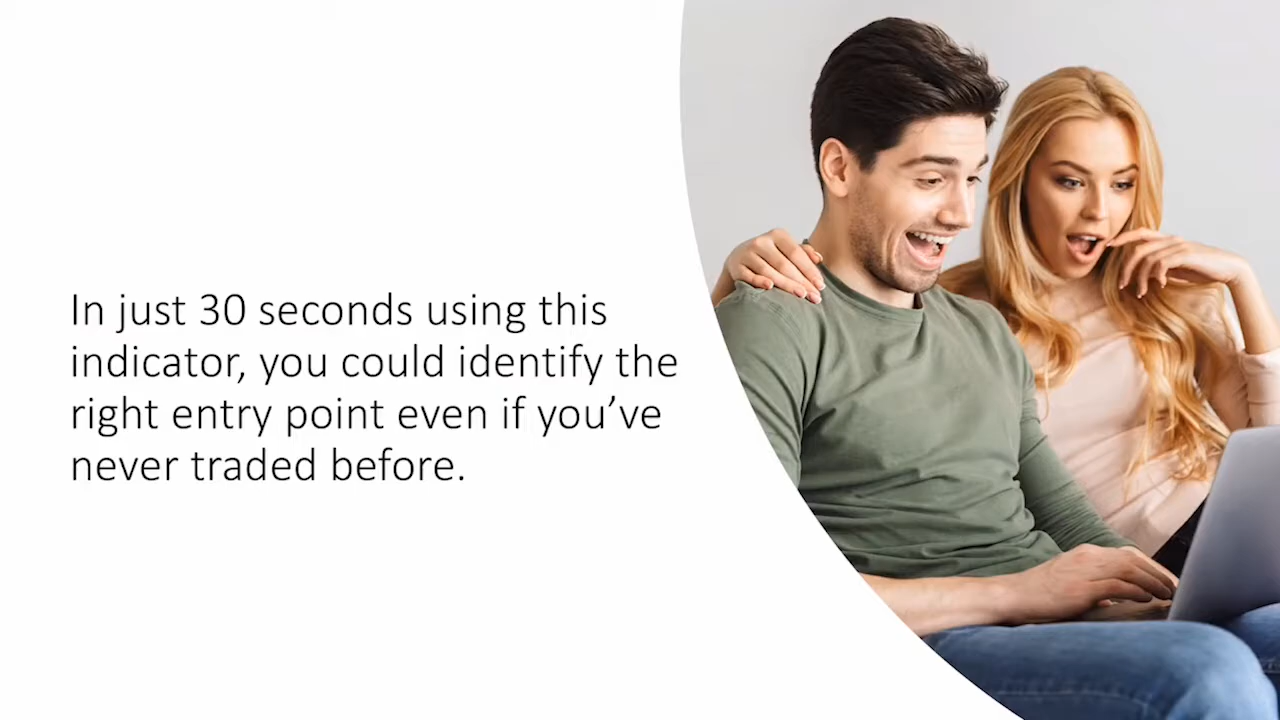 In just 30 seconds using this
indicator, you could identify the
right entry point even if you’ve
never traded before.